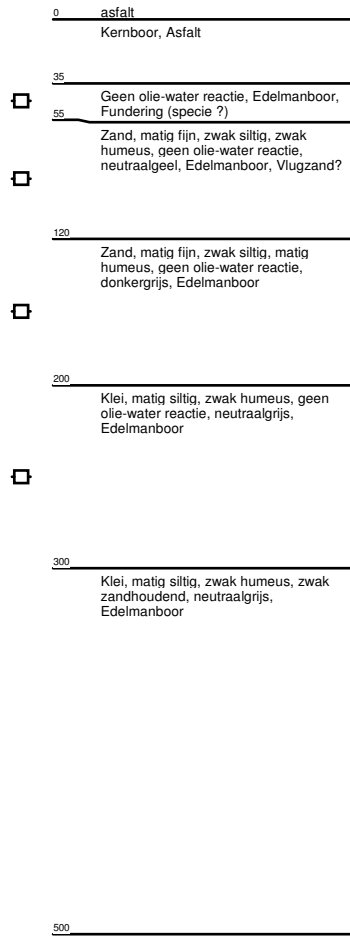 0 asfalt
Kernboor, Asfalt
35
Geen olie-water reactie, Edelmanboor,
Fundering (specie ?)
55
Zand, matig fijn, zwak siltig, zwak
humeus, geen olie-water reactie,
neutraalgeel, Edelmanboor, Vlugzand?
120
Zand, matig fijn, zwak siltig, matig
humeus, geen olie-water reactie,
donkergrijs, Edelmanboor
200
Klei, matig siltig, zwak humeus, geen
olie-water reactie, neutraalgrijs,
Edelmanboor
300
Klei, matig siltig, zwak humeus, zwak
zandhoudend, neutraalgrijs,
Edelmanboor
500